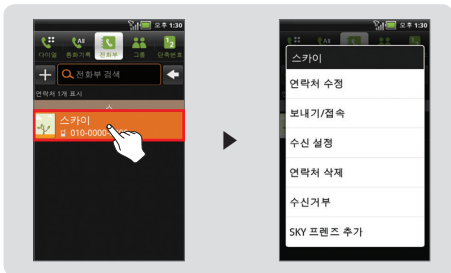 오후 1:30
다이얼 통화기록 전화부 그룹 단축번호
전화부 검색
연락처 1개 표시
스카이
010-0000-
오후 1:30
스카이
연락처 수정
보내기/접속
수신 설정
연락처 삭제
수신거부
SKY 프렌즈 추가